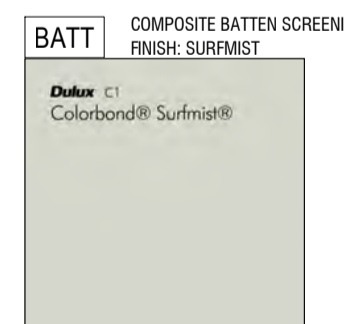 BATT
COMPOSITE BATTEN SCREENI
FINISH: SURFMIST
Dulux C1
Colorbond® Surfmist®